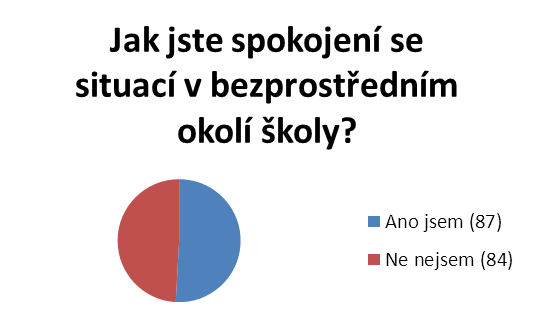 Jak jste spokojení se
situací v bezprostředním
okolí školy?
Ano jsem (87)
Ne nejsem (84)